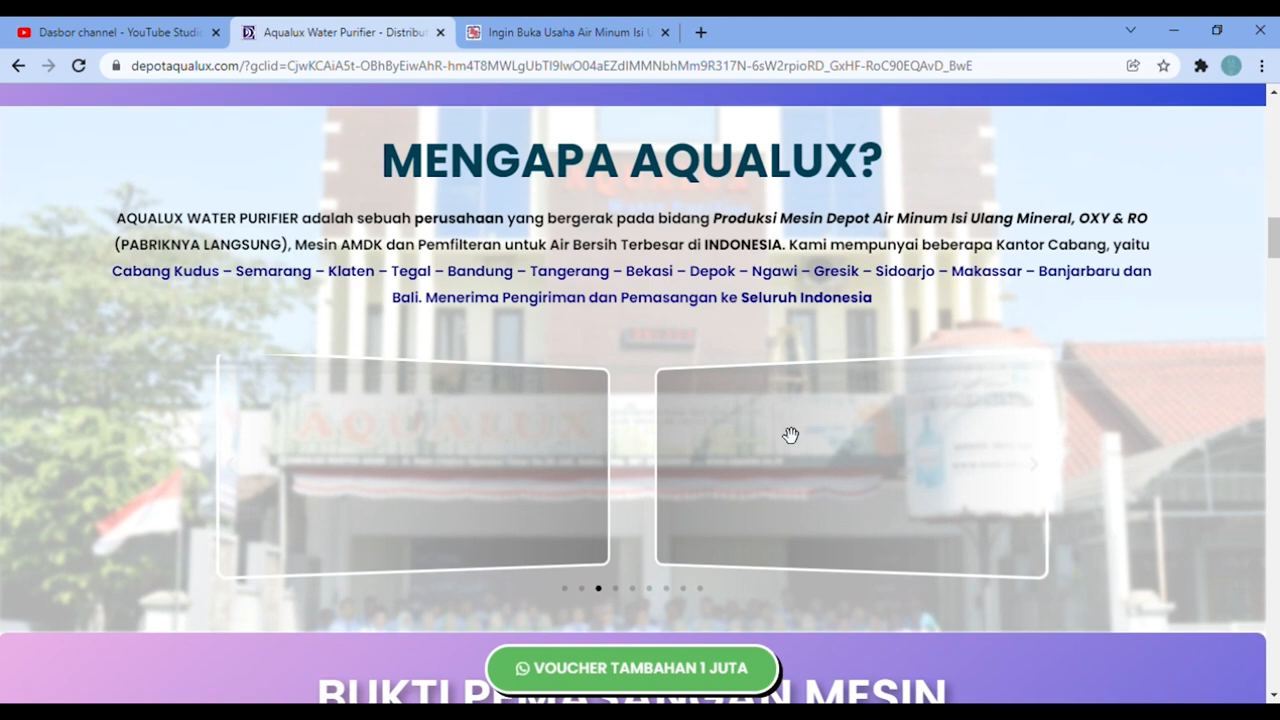 Dasbor channel - YouTube Studi
Aqualux Water Purifier - Distribut
Ingin Buka Usaha Air Minum Isi U
depotaqualux.com/?gclid=CjwKCAiA5t-OBhByEiwAhR-hm4T8MWLgUbTI9IwO04aEZdIMMNbhMm9R317N-6sW2rpioRD_GxHF-RoC90EQAvD_BwE
MENGAPA AQUALUX?
AQUALUX WATER PURIFIER adalah sebuah perusahaan yang bergerak pada bidang Produksi Mesin Depot Air Minum Isi Ulang Mineral, OXY & RO
(PABRIKNYA LANGSUNG), Mesin AMDK dan Pemfilteran untuk Air Bersih Terbesar di INDONESIA. Kami mempunyai beberapa Kantor Cabang, yaitu
Cabang Kudus – Semarang – Klaten – Tegal – Bandung – Tangerang – Bekasi – Depok – Ngawi – Gresik – Sidoarjo – Makassar – Banjarbaru dan
Bali. Menerima Pengiriman dan Pemasangan ke Seluruh Indonesia
AQUALUX
VOUCHER TAMBAHAN 1 JUTA
BUKTI PEMASANGAN MESIN